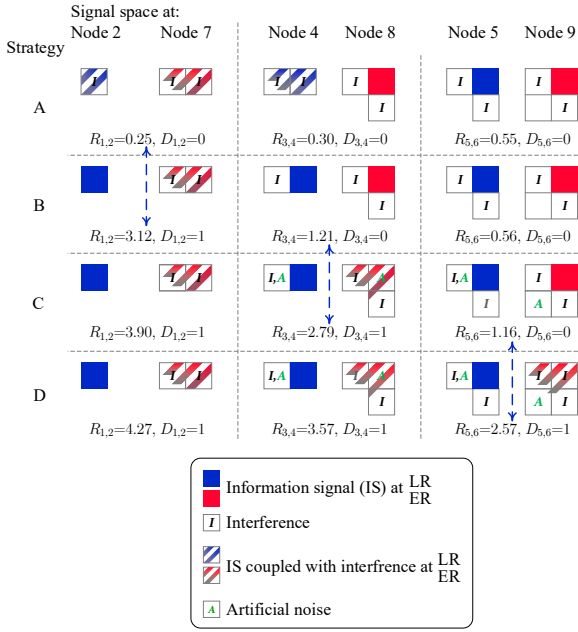 Signal space at:
Node 2 Node 7 Node 4 Node 8 Node 5 Node 9
Strategy
I I I I I I I I
A I I I I
R1,2=0.25, D1,2=0 R3,4=0.30, D3,4=0 R5,6=0.55, D5,6=0
I I I I I I
B I I I I
R1,2=3.12, D1,2=1 R3,4=1.21, D3,4=0 R5,6=0.56, D5,6=0
I I I,A I A I,A I
C I I A I
R1,2=3.90, D1,2=1 R3,4=2.79, D3,4=1 R5,6=1.16, D5,6=0
I I I,A I A I,A I I
D I I A I
R1,2=4.27, D1,2=1 R3,4=3.57, D3,4=1 R5,6=2.57, D5,6=1
Information signal (IS) at LR
ER
I Interference
IS coupled with interfrence at LR
ER
A Artificial noise